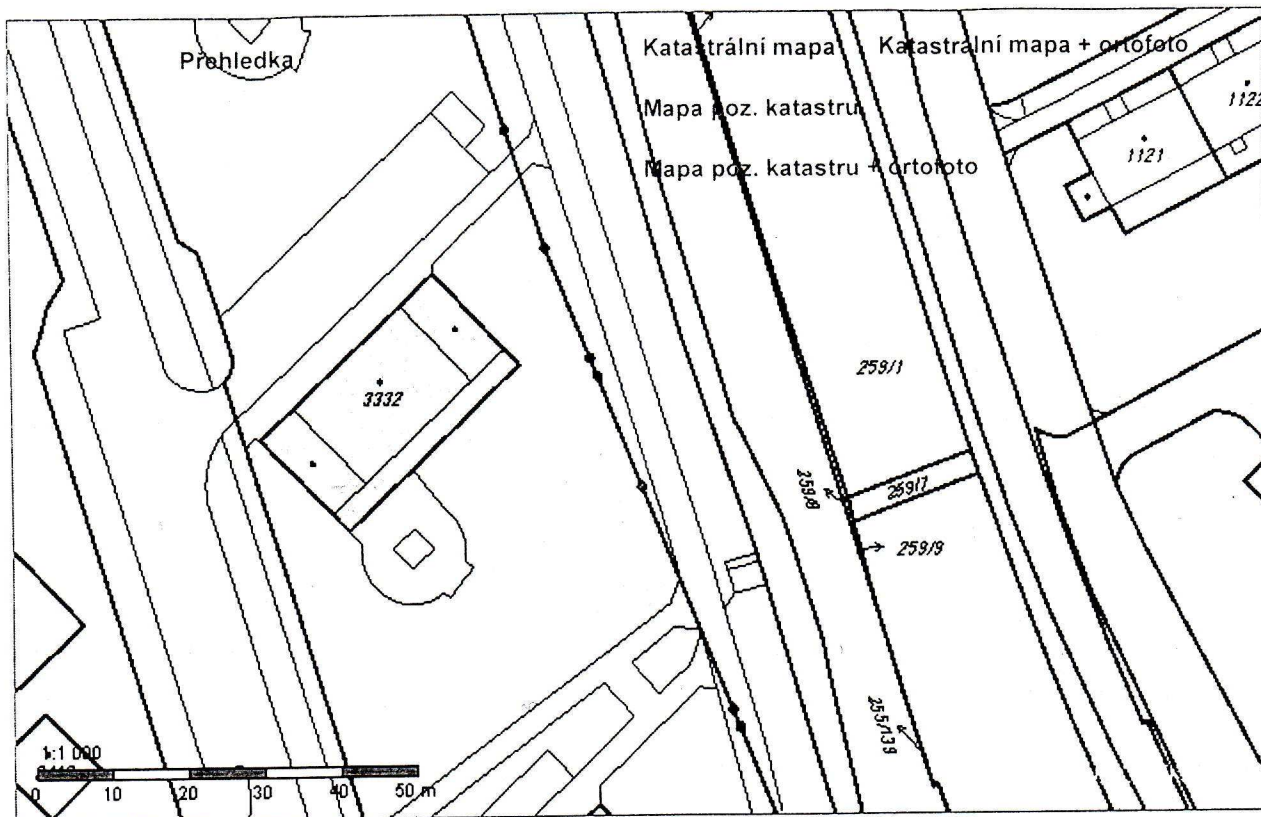 Přehledka
Katastrální mapa
Katastrální mapa + ortofoto
Mapa poz. katastru
Mapa poz. katastru + ortofoto
1122
1121
259/1
3332
259/8
259/7
259/9
255/139
1:1 000
0 10 20 30 40 50 m